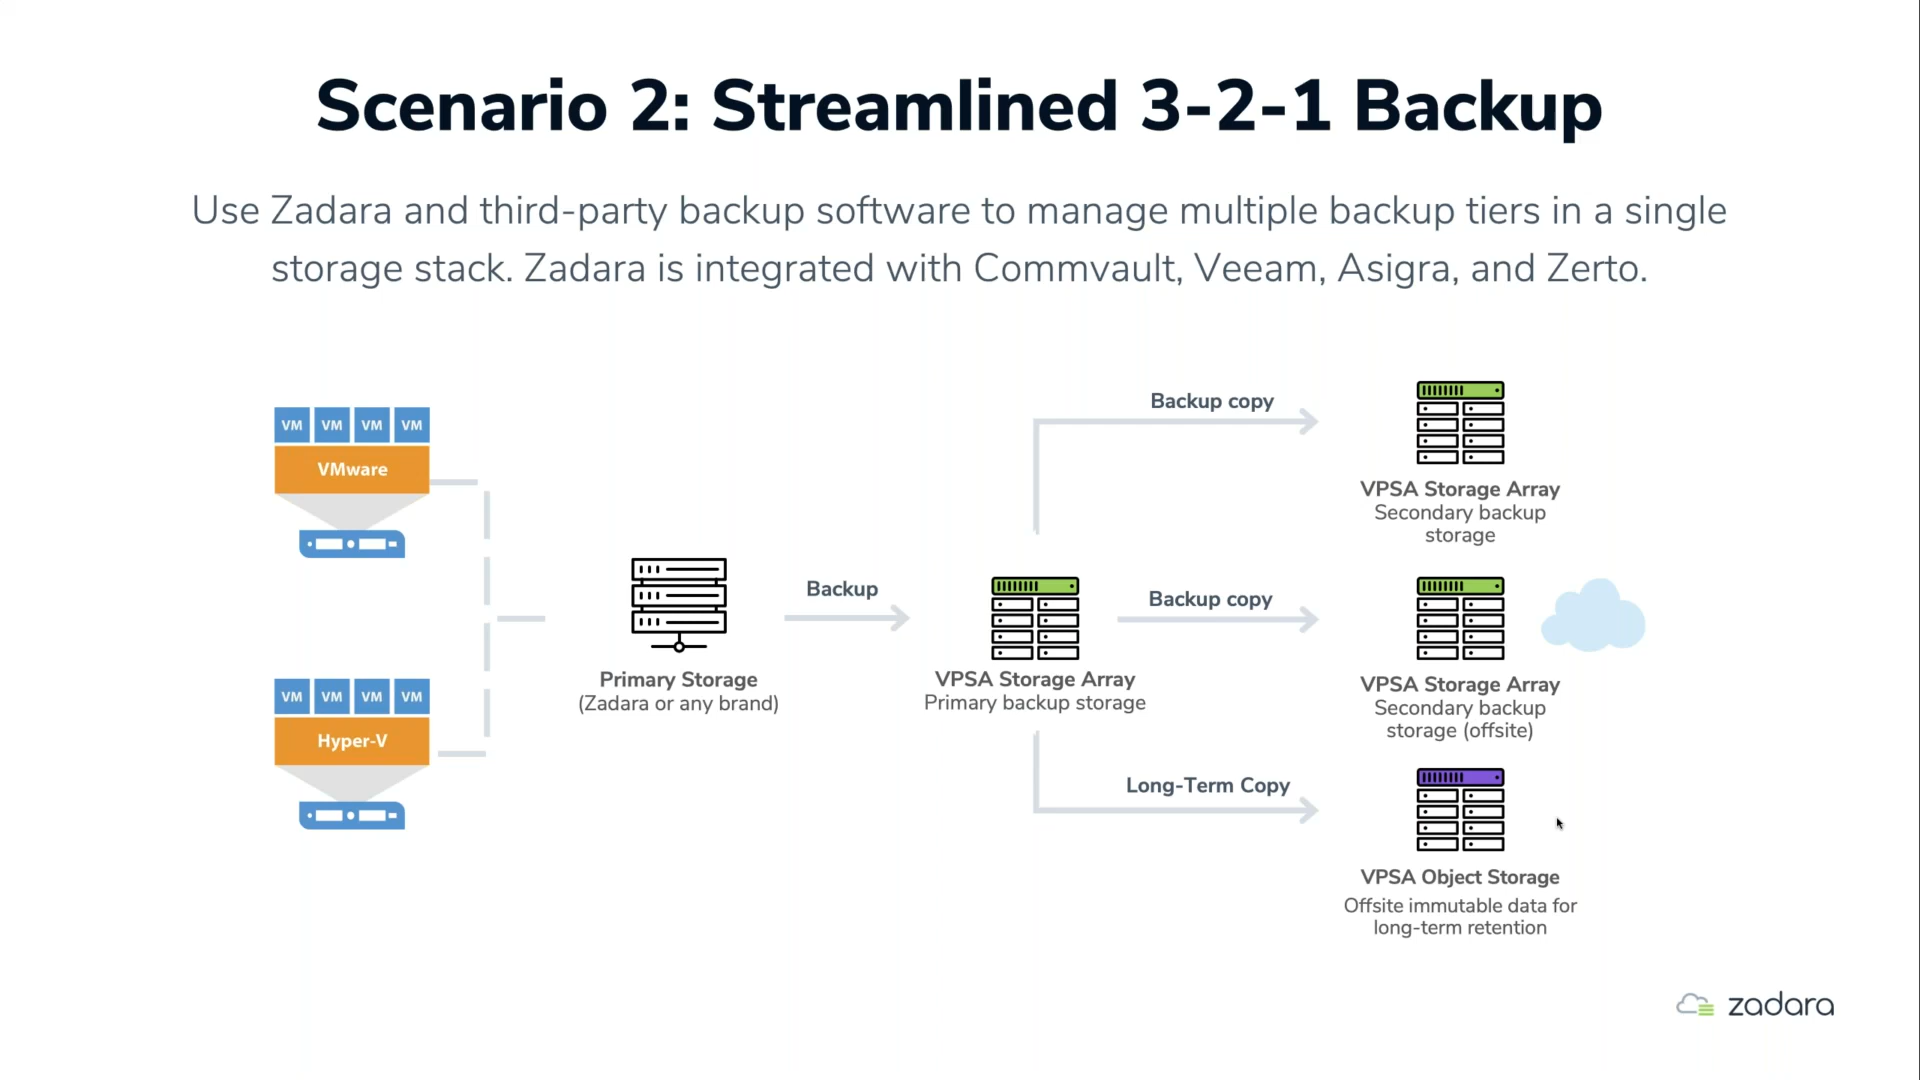 Scenario 2: Streamlined 3-2-1 Backup
Use Zadara and third-party backup software to manage multiple backup tiers in a single
storage stack. Zadara is integrated with Commvault, Veeam, Asigra, and Zerto.
VM VM VM VM
VMware
VM VM VM VM
Hyper-V
Primary Storage
(Zadara or any brand)
Backup
VPSA Storage Array
Primary backup storage
Backup copy
VPSA Storage Array
Secondary backup
storage
Backup copy
VPSA Storage Array
Secondary backup
storage (offsite)
Long-Term Copy
VPSA Object Storage
Offsite immutable data for
long-term retention
zadara